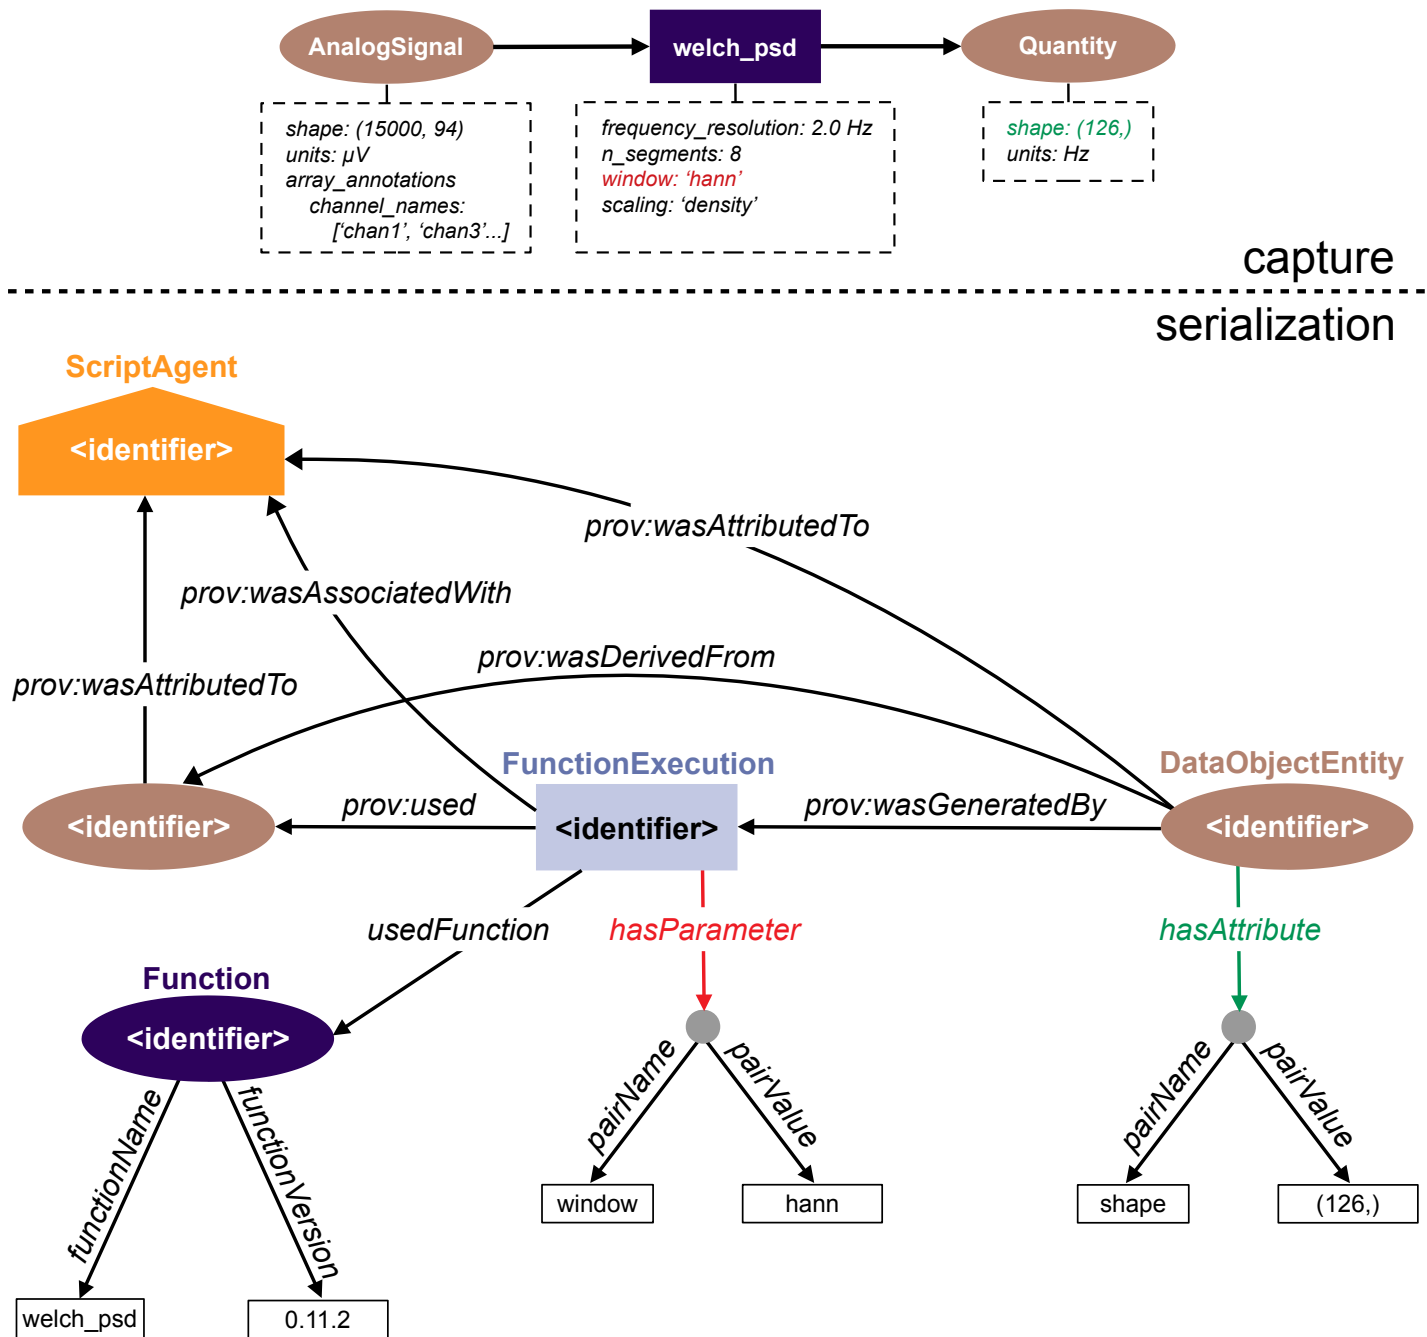 AnalogSignal
welch_psd
Quantity
shape: (15000, 94)
units: µV
array_annotations
channel_names:
[‘chan1’, ‘chan3’...]
frequency_resolution: 2.0 Hz
n_segments: 8
window: ‘hann’
scaling: ‘density’
shape: (126,)
units: Hz
capture
serialization
ScriptAgent
<identifier>
prov:wasAttributedTo
prov:wasAssociatedWith
prov:wasDerivedFrom
prov:wasAttributedTo
FunctionExecution
DataObjectEntity
<identifier>
prov:used
<identifier>
prov:wasGeneratedBy
<identifier>
usedFunction
hasParameter
hasAttribute
Function
<identifier>
pairName
pairValue
pairName
pairValue
functionName
functionVersion
window
hann
shape
(126,)
welch_psd
0.11.2